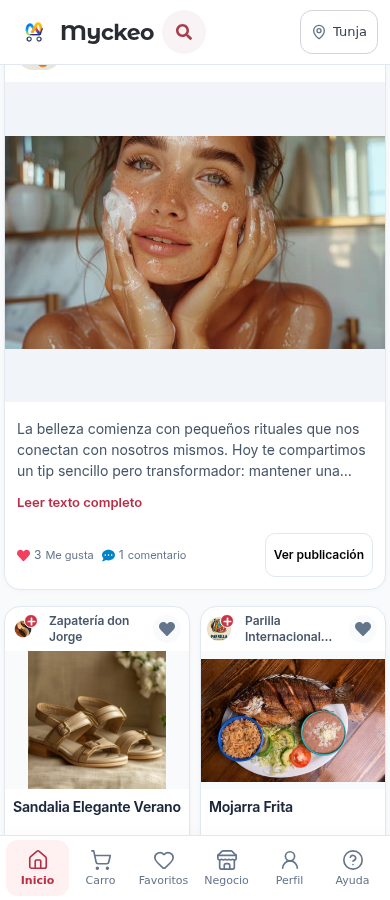 Myckeo
Tunja
La belleza comienza con pequeños rituales que nos
conectan con nosotros mismos. Hoy te compartimos
un tip sencillo pero transformador: mantener una...
Leer texto completo
3 Me gusta 1 comentario
Ver publicación
Zapatería don
Jorge
Parilla
Internacional...
Sandalia Elegante Verano
Mojarra Frita
Inicio Carro Favoritos Negocio Perfil Ayuda